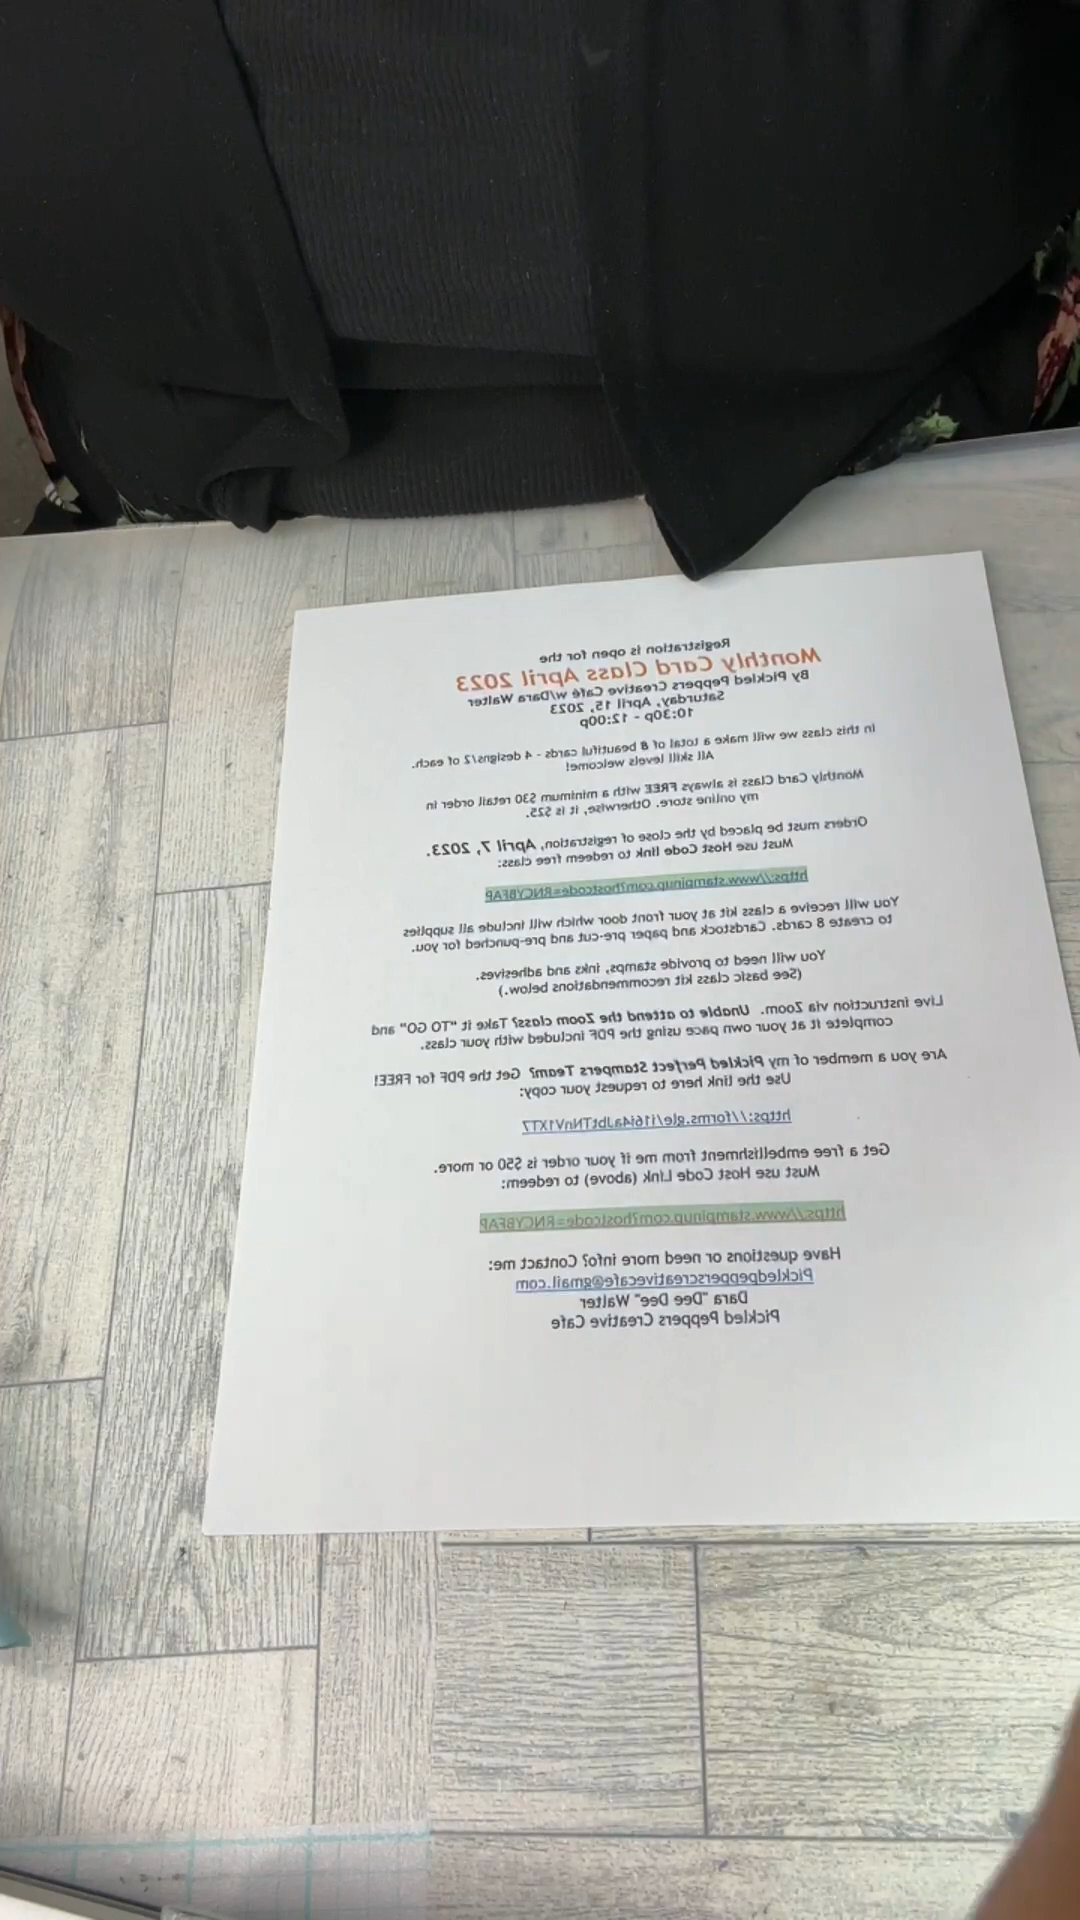 Registration is open for the
Monthly Card Class April 2023
By Pickled Peppers Creative Café w/Dara Walter
Saturday, April 15, 2023
10:30p - 12:00p
In this class we will make a total of 8 beautiful cards - 4 designs/2 of each.
All skill levels welcome!
Monthly Card Class is always FREE with a minimum $30 retail order in
my online store. Otherwise, it is $25.
Orders must be placed by the close of registration, April 7, 2023.
Must use Host Code link to redeem free class:
https://www.stampinup.com?hostcode=RNCYBFAP
You will receive a class kit at your front door which will include all supplies
to create 8 cards. Cardstock and paper pre-cut and pre-punched for you.
You will need to provide stamps, inks and adhesives.
(See basic class kit recommendations below.)
Live instruction via Zoom. Unable to attend the Zoom class? Take it "TO GO" and
complete it at your own pace using the PDF included with your class.
Are you a member of my Pickled Perfect Stampers Team? Get the PDF for FREE!
Use the link here to request your copy:
https://forms.gle/i16i4aJbtTNnV1XT7
Get a free embellishment from me if your order is $50 or more.
Must use Host Code Link (above) to redeem:
https://www.stampinup.com?hostcode=RNCYBFAP
Have questions or need more info? Contact me:
Pickledpepperscreativecafe@gmail.com
Dara "Dee Dee" Walter
Pickled Peppers Creative Cafe